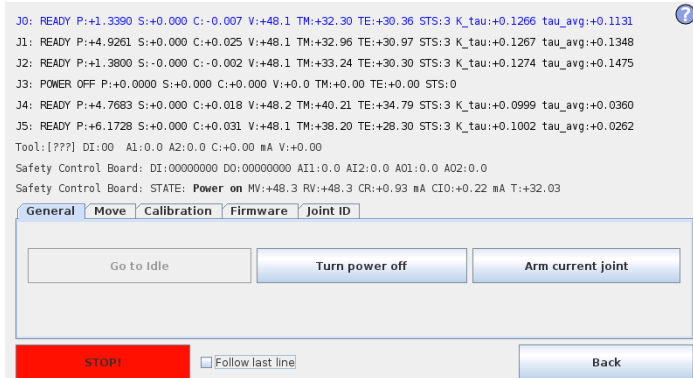 J0: READY P:+1.3390 S:+0.000 C:-0.007 V:+48.1 TM:+32.30 TE:+30.36 STS:3 K_tau:+0.1266 tau_avg:+0.1131
?
J1: READY P:+4.9261 S:+0.000 C:+0.025 V:+48.1 TM:+32.96 TE:+30.97 STS:3 K_tau:+0.1267 tau_avg:+0.1348
J2: READY P:+1.3800 S:-0.000 C:-0.002 V:+48.1 TM:+33.24 TE:+30.30 STS:3 K_tau:+0.1274 tau_avg:+0.1475
J3: POWER OFF P:+0.0000 S:+0.000 C:+0.000 V:+0.0 TM:+0.00 TE:+0.00 STS:0
J4: READY P:+4.7683 S:+0.000 C:+0.018 V:+48.2 TM:+40.21 TE:+34.79 STS:3 K_tau:+0.0999 tau_avg:+0.0360
J5: READY P:+6.1728 S:+0.000 C:+0.031 V:+48.1 TM:+38.20 TE:+28.30 STS:3 K_tau:+0.1002 tau_avg:+0.0262
Tool:[???] DI:00 A1:0.0 A2:0.0 C:+0.00 mA V:+0.00
Safety Control Board: DI:00000000 DO:00000000 AI1:0.0 AI2:0.0 AO1:0.0 AO2:0.0
Safety Control Board: STATE: Power on MV:+48.3 RV:+48.3 CR:+0.93 mA CIO:+0.22 mA T:+32.03
General Move Calibration Firmware Joint ID
Go to Idle Turn power off Arm current joint
STOP! Follow last line Back